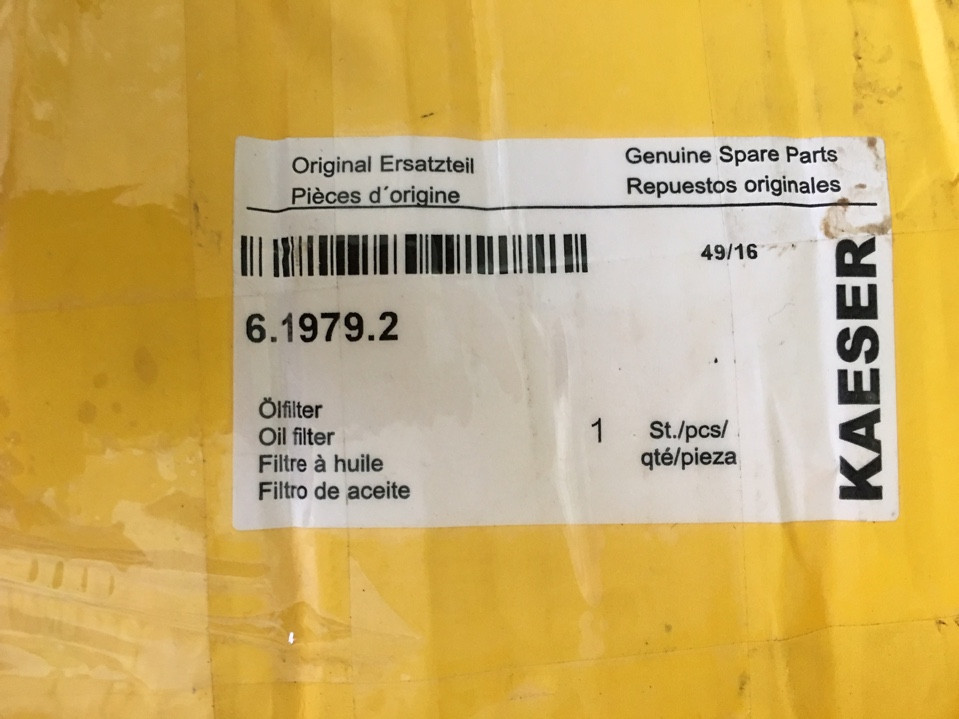 Original Ersatzteil
Pièces d´origine
Genuine Spare Parts
Repuestos originales
49/16
6.1979.2
Ölfilter
Oil filter
Filtre à huile
Filtro de aceite
1
St./pcs/
qté/pieza
KAESER